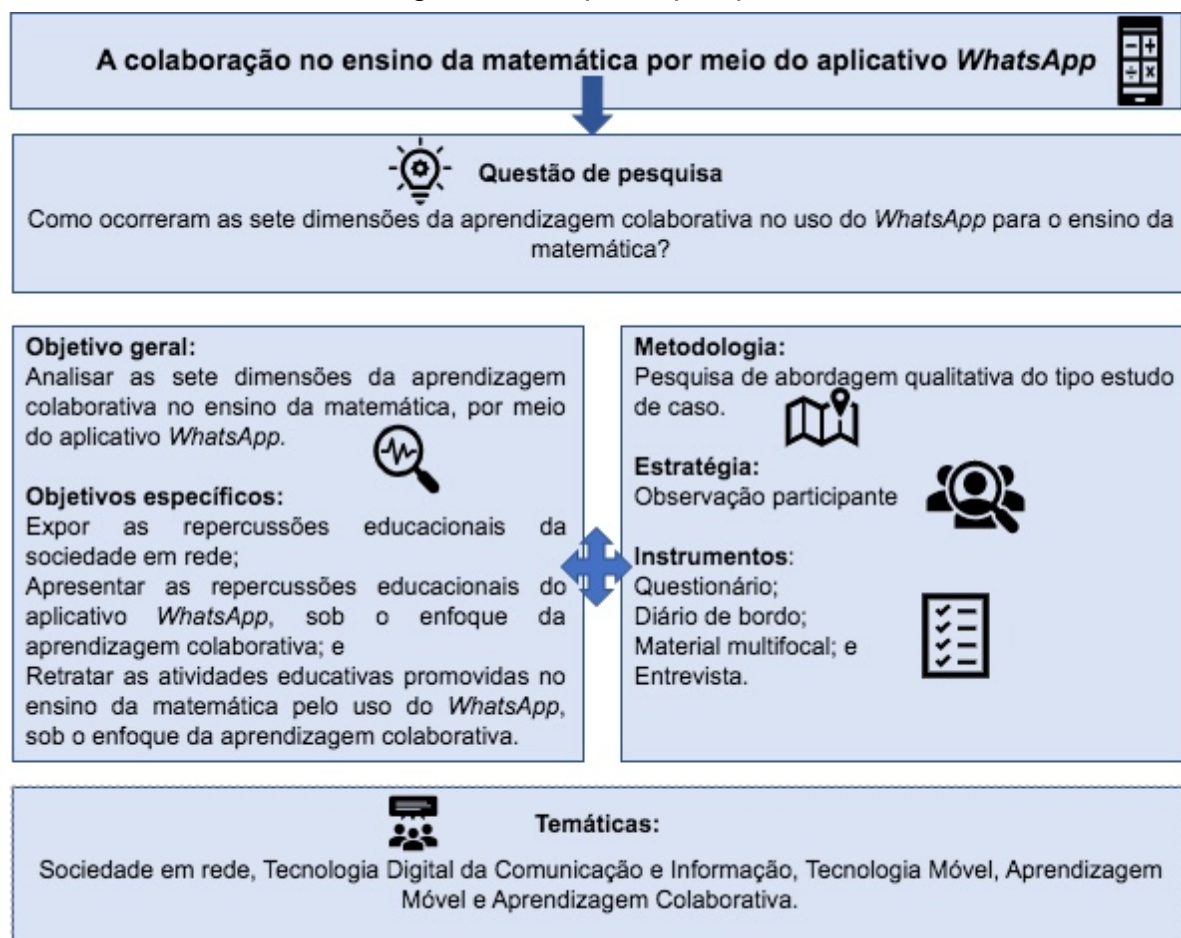 A colaboração no ensino da matemática por meio do aplicativo WhatsApp
Questão de pesquisa
Como ocorreram as sete dimensões da aprendizagem colaborativa no uso do WhatsApp para o ensino da
matemática?
Objetivo geral:
Analisar as sete dimensões da aprendizagem
colaborativa no ensino da matemática, por meio
do aplicativo WhatsApp.
Objetivos específicos:
Expor as repercussões educacionais da
sociedade em rede;
Apresentar as repercussões educacionais do
aplicativo WhatsApp, sob o enfoque da
aprendizagem colaborativa; e
Retratar as atividades educativas promovidas no
ensino da matemática pelo uso do WhatsApp,
sob o enfoque da aprendizagem colaborativa.
Metodologia:
Pesquisa de abordagem qualitativa do tipo estudo
de caso.
Estratégia:
Observação participante
Instrumentos:
Questionário;
Diário de bordo;
Material multifocal; e
Entrevista.
Temáticas:
Sociedade em rede, Tecnologia Digital da Comunicação e Informação, Tecnologia Móvel, Aprendizagem
Móvel e Aprendizagem Colaborativa.